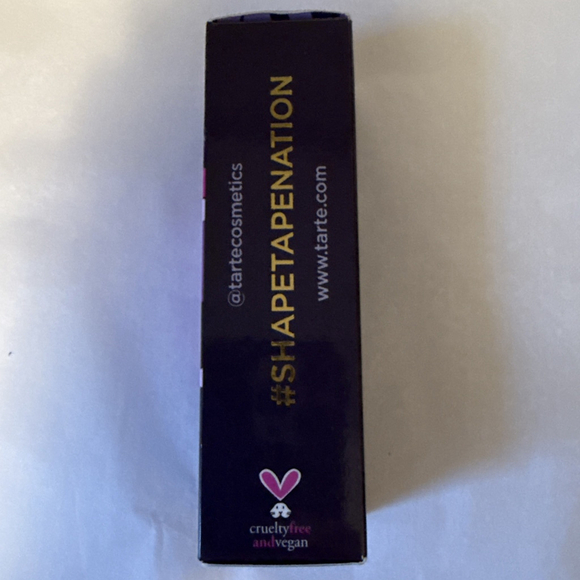 @tartecosmetics
#SHAPETAPENATION
www.tarte.com
crueltyfree
andvegan